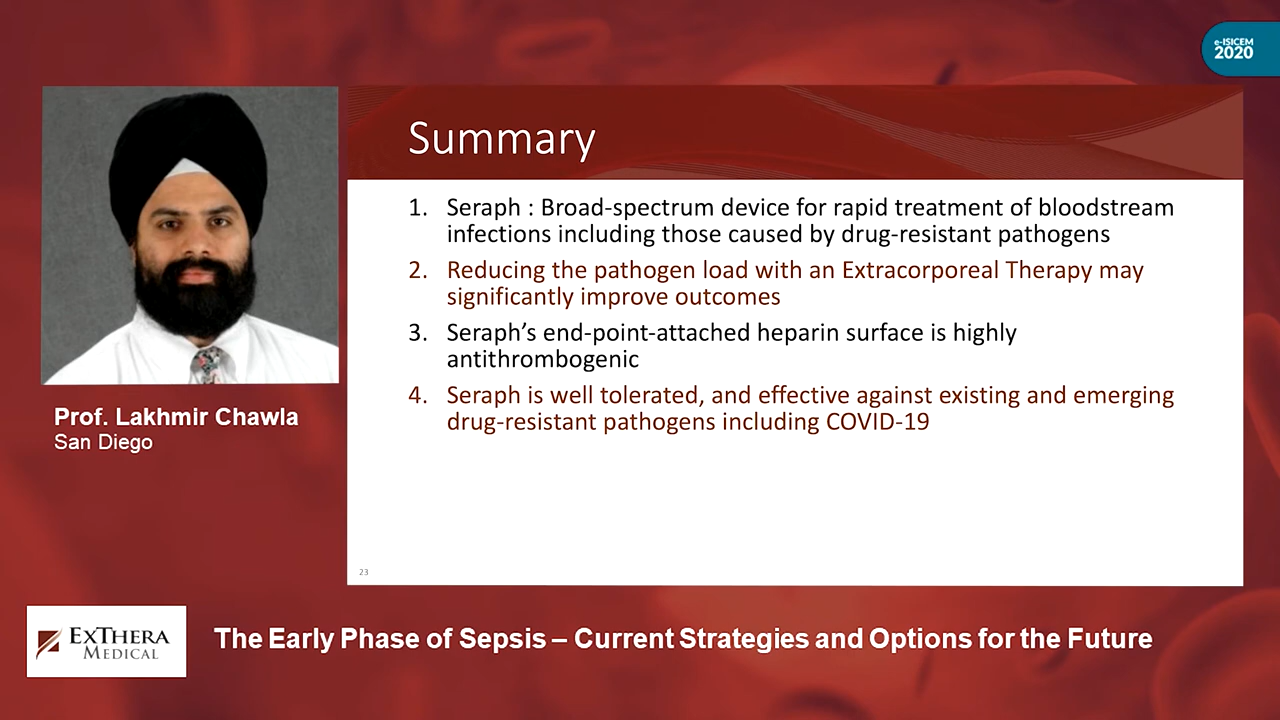 e-ISICEM
2020
Summary
1. Seraph : Broad-spectrum device for rapid treatment of bloodstream
infections including those caused by drug-resistant pathogens
2. Reducing the pathogen load with an Extracorporeal Therapy may
significantly improve outcomes
3. Seraph’s end-point-attached heparin surface is highly
antithrombogenic
4. Seraph is well tolerated, and effective against existing and emerging
drug-resistant pathogens including COVID-19
23
Prof. Lakhmir Chawla
San Diego
EXTHERA
MEDICAL
The Early Phase of Sepsis – Current Strategies and Options for the Future